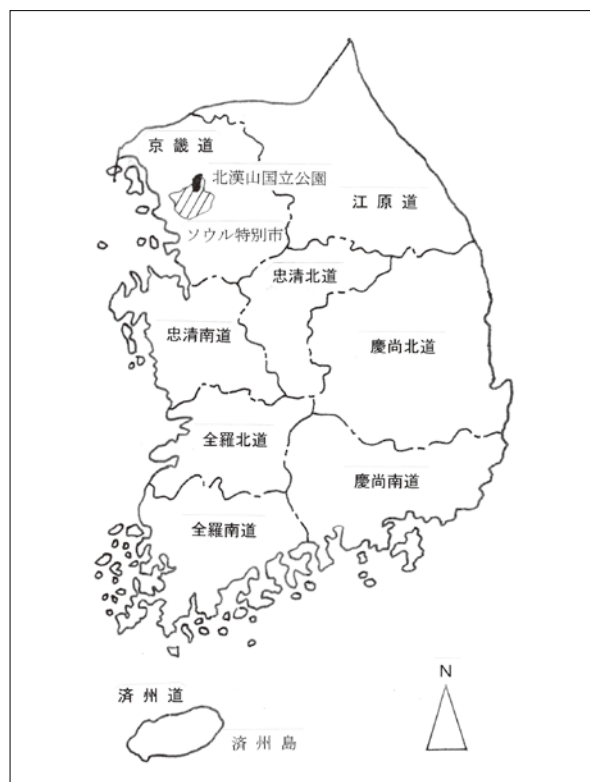 京畿道
北漢山国立公園
江原道
ソウル特別市
忠清北道
忠清南道
慶尚北道
全羅北道
慶尚南道
全羅南道
済州道
済州島
N